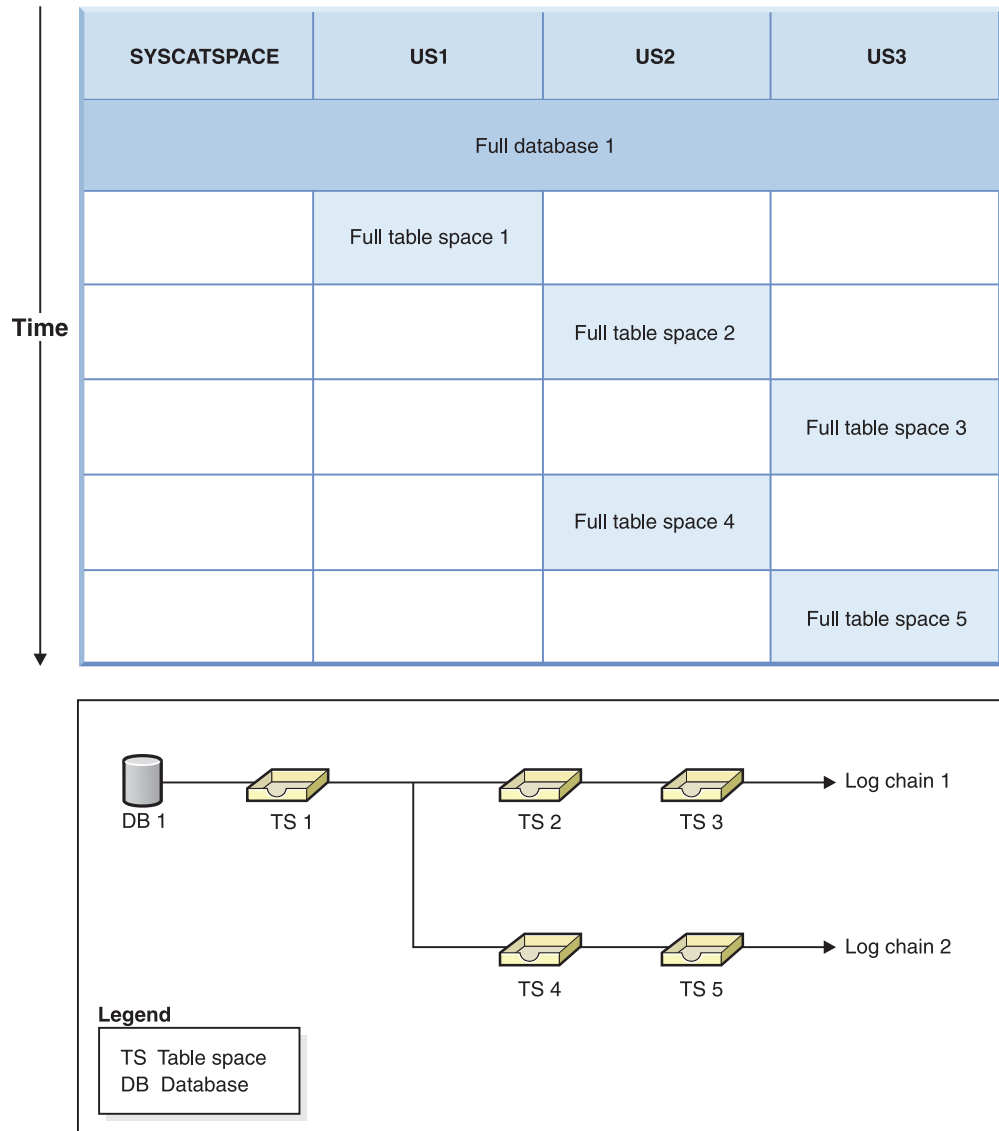 SYSCATSPACE US1 US2 US3
Full database 1
Full table space 1
Full table space 2
Time
Full table space 3
Full table space 4
Full table space 5
DB 1 TS 1 TS 2 TS 3 Log chain 1
TS 4 TS 5 Log chain 2
Legend
TS Table space
DB Database